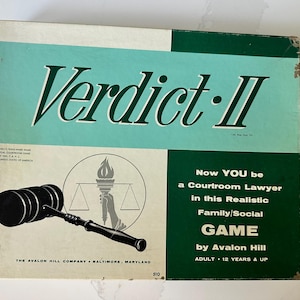 Verdict·II
Now YOU be
a Courtroom Lawyer
in this Realistic
Family/Social
GAME
by Avalon Hill
ADULT • 12 YEARS & UP
THE AVALON HILL COMPANY • BALTIMORE, MARYLAND